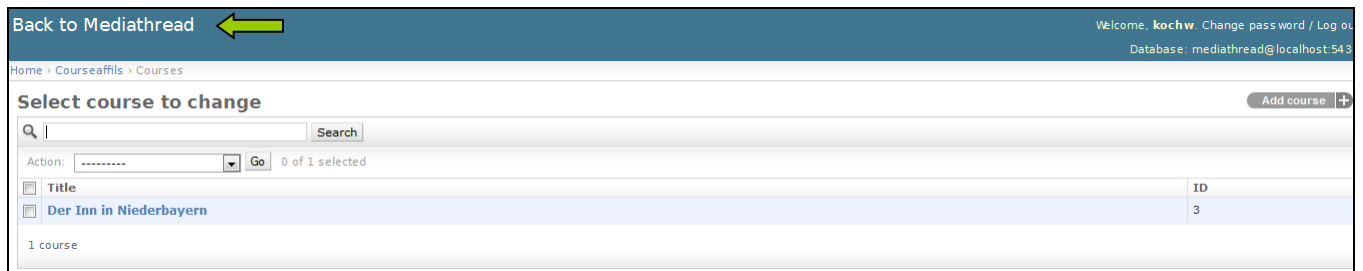 Back to Mediathread
Welcome, kochw. Change password / Log ou
Database: mediathread@localhost:543
Home › Courseaffils › Courses
Select course to change
Add course +
Search
Action: --------- Go 0 of 1 selected
Title ID
Der Inn in Niederbayern 3
1 course